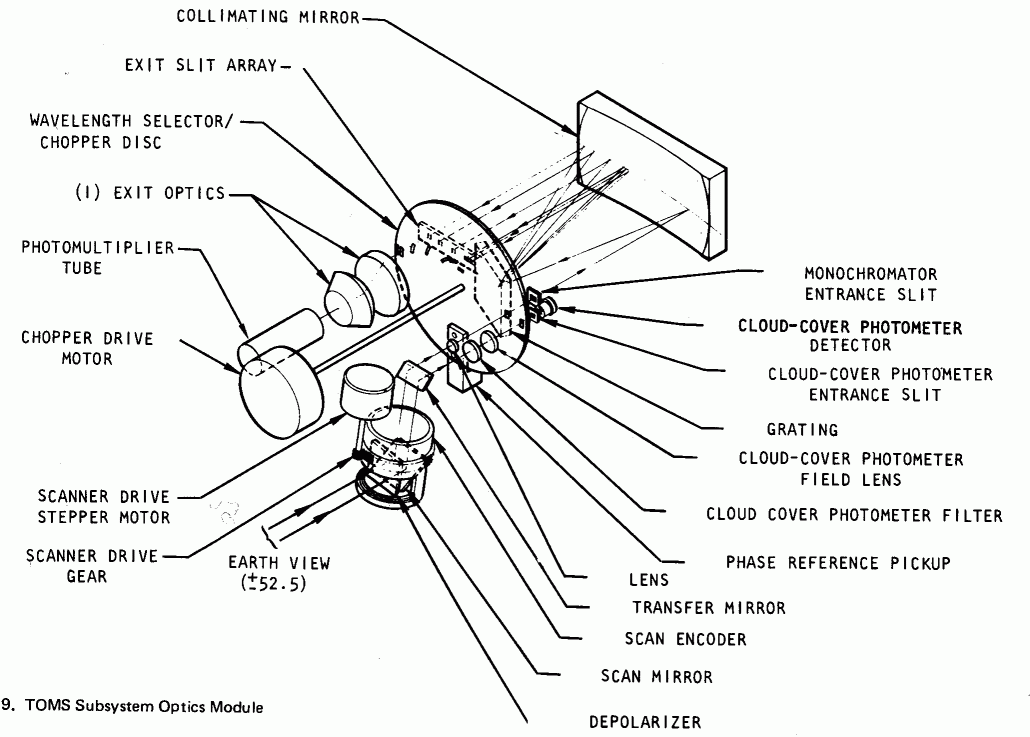 COLLIMATING MIRROR
EXIT SLIT ARRAY
WAVELENGTH SELECTOR/
CHOPPER DISC
(1) EXIT OPTICS
PHOTOMULTIPLIER
TUBE
CHOPPER DRIVE
MOTOR
SCANNER DRIVE
STEPPER MOTOR
SCANNER DRIVE
GEAR
EARTH VIEW
(±52.5)
MONOCHROMATOR
ENTRANCE SLIT
CLOUD-COVER PHOTOMETER
DETECTOR
CLOUD-COVER PHOTOMETER
ENTRANCE SLIT
GRATING
CLOUD-COVER PHOTOMETER
FIELD LENS
CLOUD COVER PHOTOMETER FILTER
PHASE REFERENCE PICKUP
LENS
TRANSFER MIRROR
SCAN ENCODER
SCAN MIRROR
DEPOLARIZER
9. TOMS Subsystem Optics Module